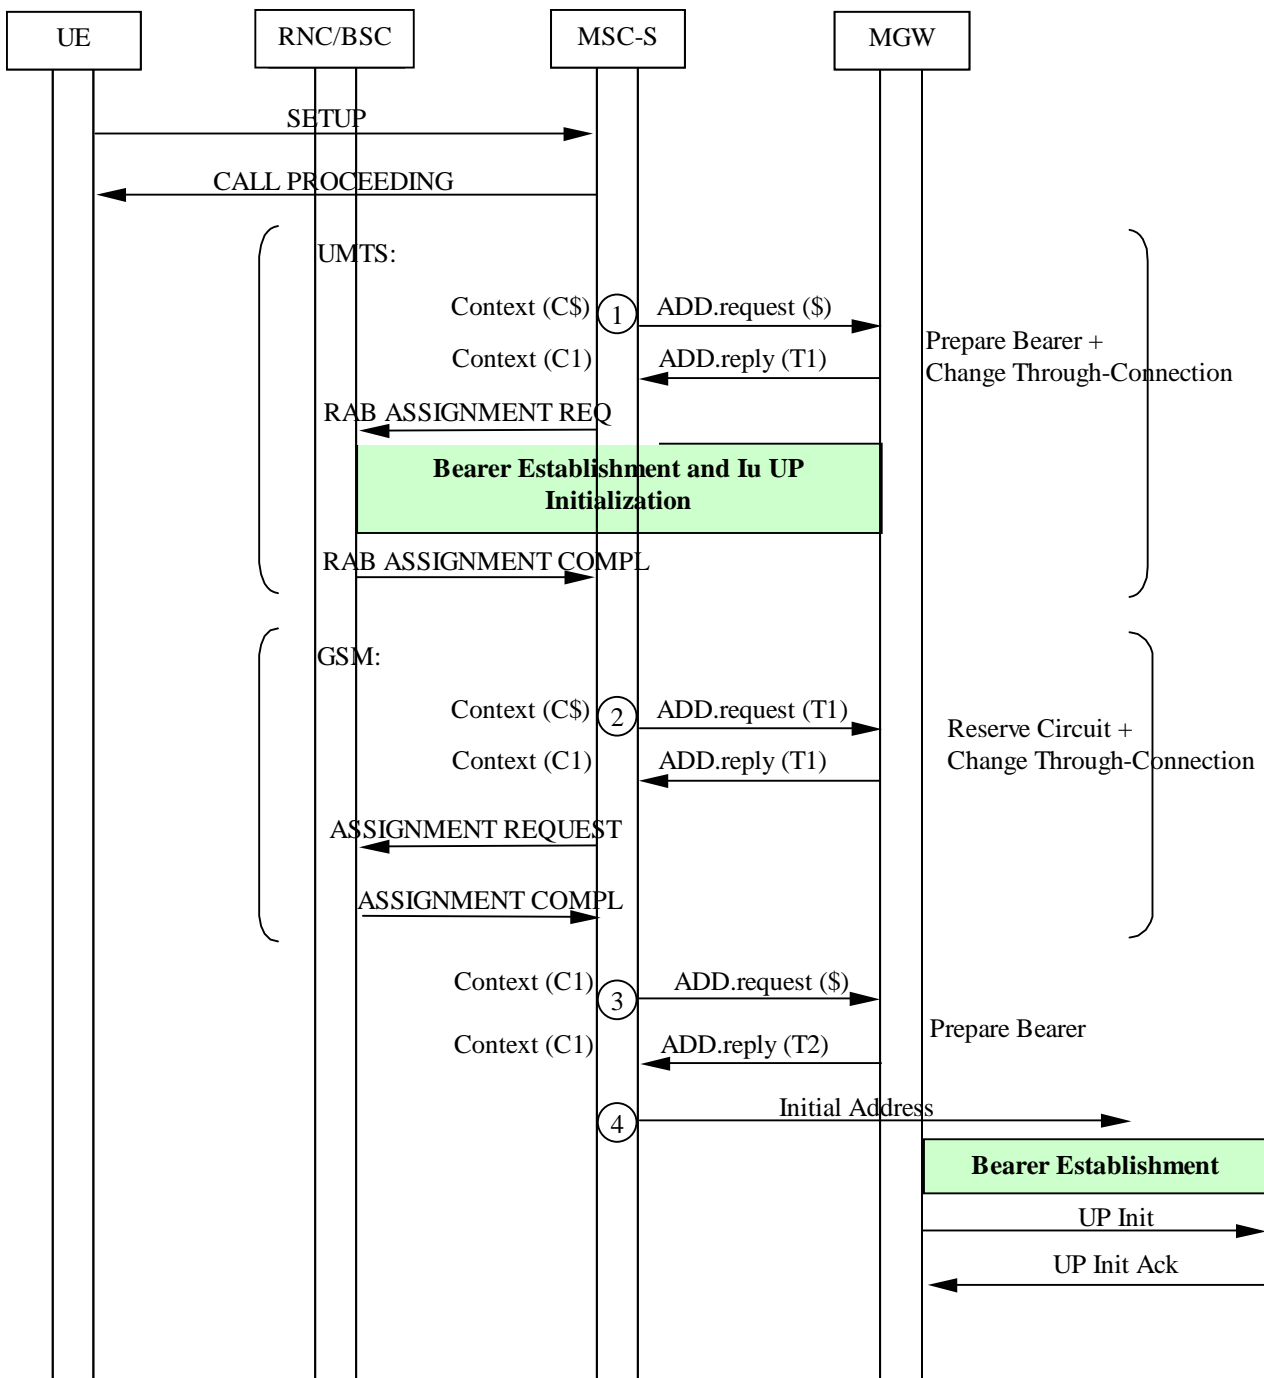 UE
RNC/BSC
MSC-S
MGW
SETUP
CALL PROCEEDING
UMTS:
Context (C$)
1
ADD.request ($)
Prepare Bearer +
Change Through-Connection
Context (C1)
ADD.reply (T1)
RAB ASSIGNMENT REQ
Bearer Establishment and Iu UP
Initialization
RAB ASSIGNMENT COMPL
GSM:
Context (C$)
2
ADD.request (T1)
Reserve Circuit +
Change Through-Connection
Context (C1)
ADD.reply (T1)
ASSIGNMENT REQUEST
ASSIGNMENT COMPL
Context (C1)
3
ADD.request ($)
Prepare Bearer
Context (C1)
ADD.reply (T2)
4
Initial Address
Bearer Establishment
UP Init
UP Init Ack